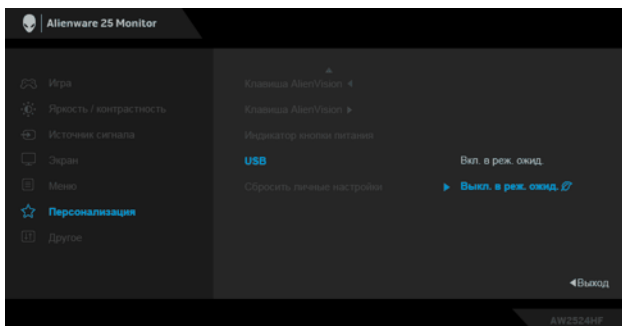 Alienware 25 Monitor
Игра
Яркость / контрастность
Источник сигнала
Экран
Меню
Персонализация
Другое
Клавиша AlienVision ◀
Клавиша AlienVision ▶
Индикатор кнопки питания
USB
Сбросить личные настройки
Вкл. в реж. ожид.
Выкл. в реж. ожид.
◀Выход
AW2524HF